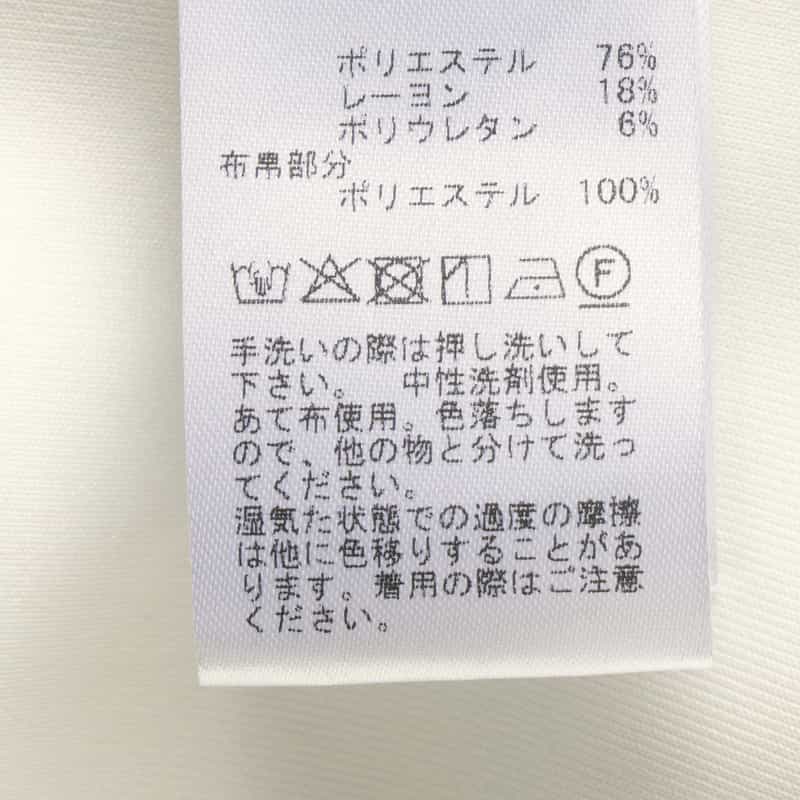 ポリエステル 76%
レーヨン 18%
ポリウレタン 6%
布帛部分
ポリエステル 100%
F
手洗いの際は押し洗いして
下さい。 中性洗剤使用。
あて布使用。色落ちします
ので、他の物と分けて洗っ
てください。
湿気た状態での過度の摩擦
は他に色移りすることがあ
ります。着用の際はご注意
ください。